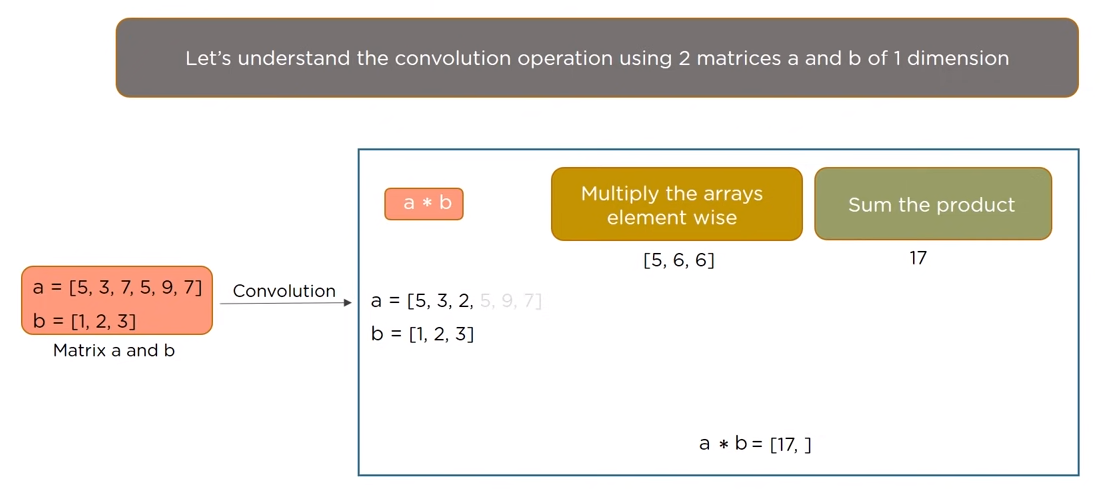 Let's understand the convolution operation using 2 matrices a and b of 1 dimension
a * b
Multiply the arrays
element wise
Sum the product
[5, 6, 6]
17
a = [5, 3, 7, 5, 9, 7]
b = [1, 2, 3]
Matrix a and b
Convolution
a = [5, 3, 2, 5, 9, 7]
b = [1, 2, 3]
a * b = [17, ]